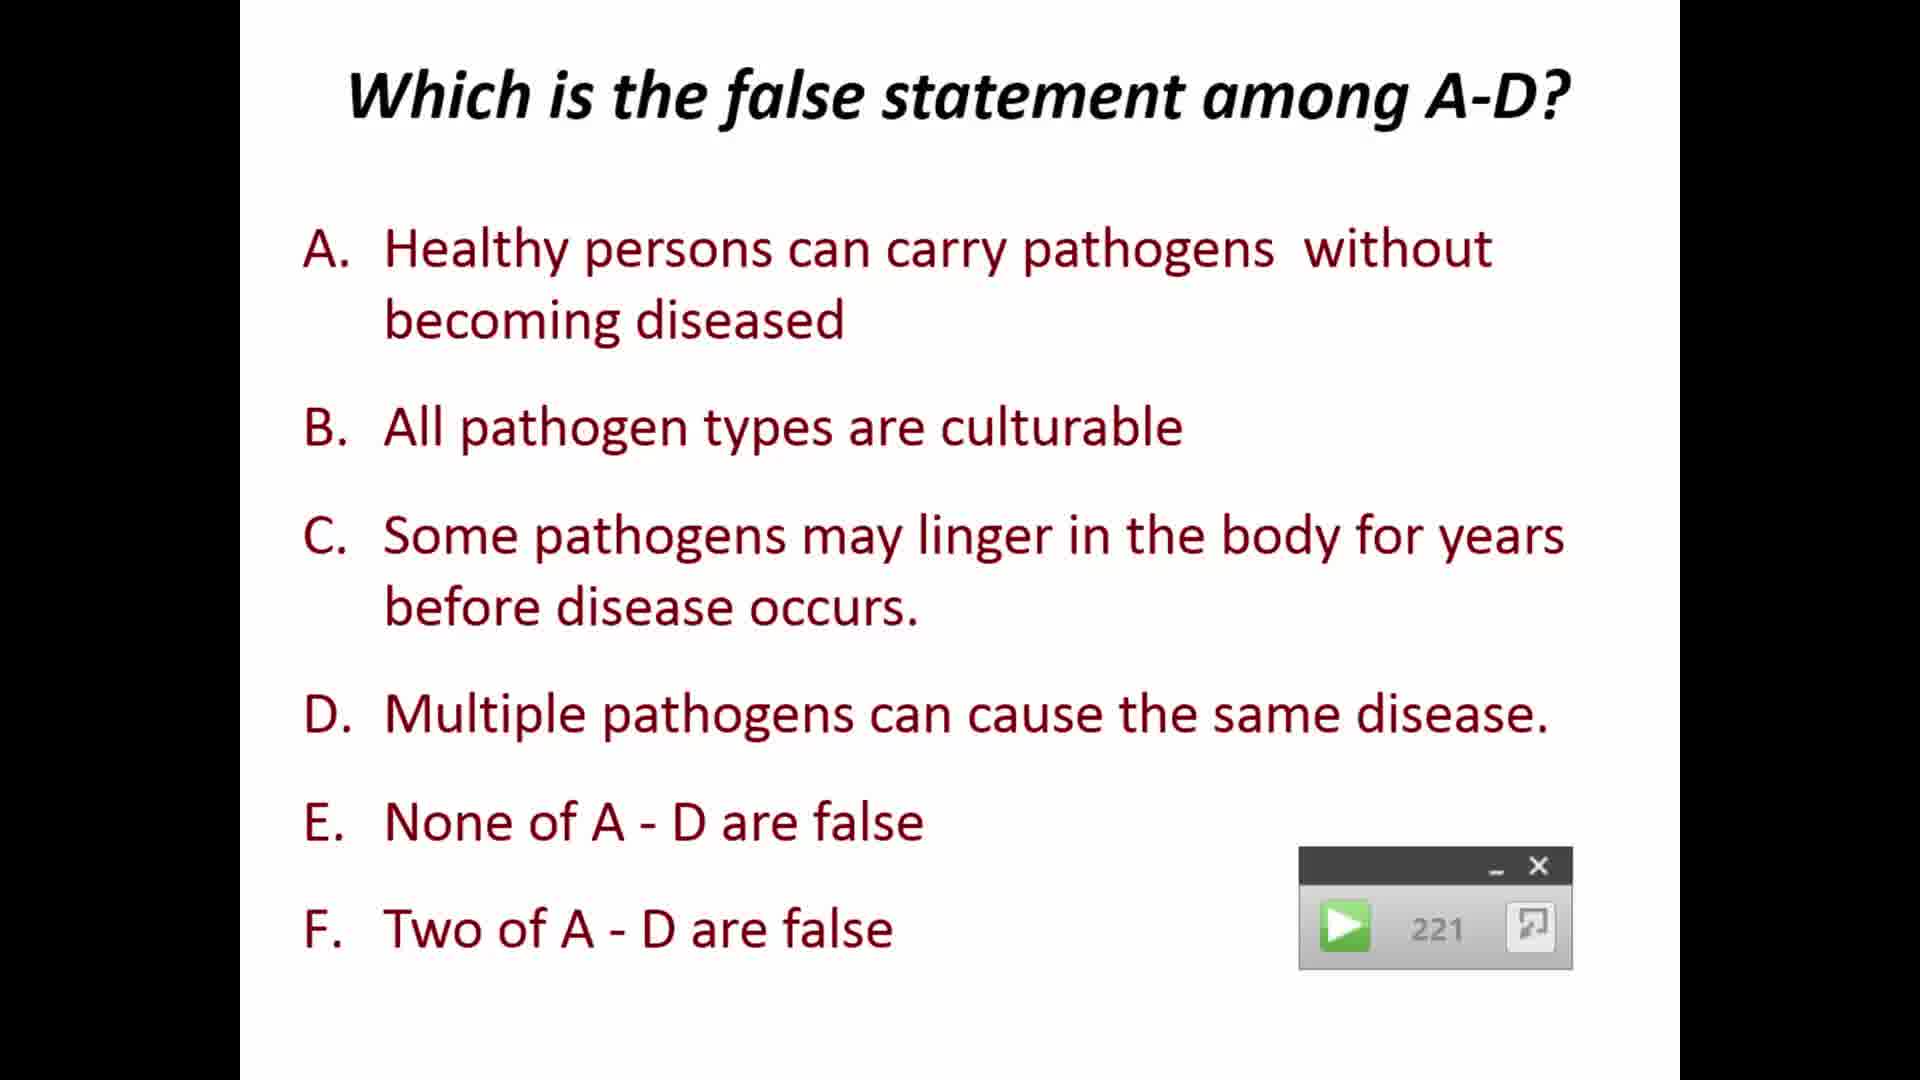 Which is the false statement among A-D?
A. Healthy persons can carry pathogens without
becoming diseased
B. All pathogen types are culturable
C. Some pathogens may linger in the body for years
before disease occurs.
D. Multiple pathogens can cause the same disease.
E. None of A - D are false
F. Two of A - D are false
221